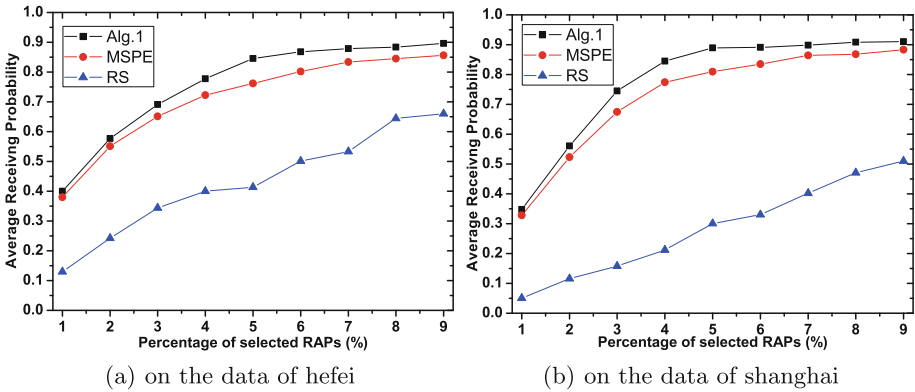 Average Receivng Probability
1.0
0.9
0.8
0.7
0.6
0.5
0.4
0.3
0.2
0.1
0.0
Alg.1
MSPE
RS
1 2 3 4 5 6 7 8 9
Percentage of selected RAPs (%)
(a) on the data of hefei
Average Receivng Probability
1.0
0.9
0.8
0.7
0.6
0.5
0.4
0.3
0.2
0.1
0.0
Alg.1
MSPE
RS
1 2 3 4 5 6 7 8 9
Percentage of selected RAPs (%)
(b) on the data of shanghai